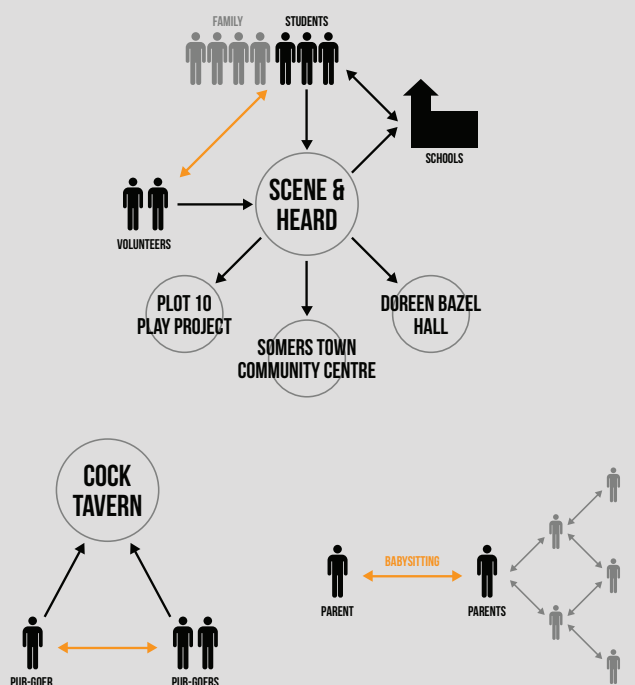 FAMILY
STUDENTS
SCHOOLS
SCENE &
HEARD
VOLUNTEERS
PLOT 10
PLAY PROJECT
DOREEN BAZEL
HALL
SOMERS TOWN
COMMUNITY CENTRE
COCK
TAVERN
BABYSITTING
PARENT
PARENTS
PUB-GOER
PUB-GOERS